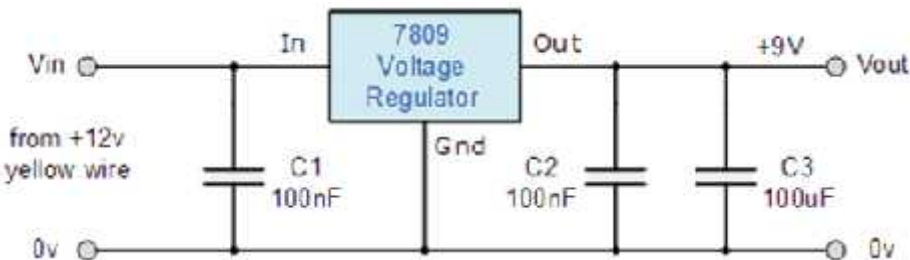 Vin
In
7809
Voltage
Regulator
Out
+9V
Vout
from +12v
yellow wire
C1
100nF
Gnd
C2
100nF
C3
100uF
0v
0v